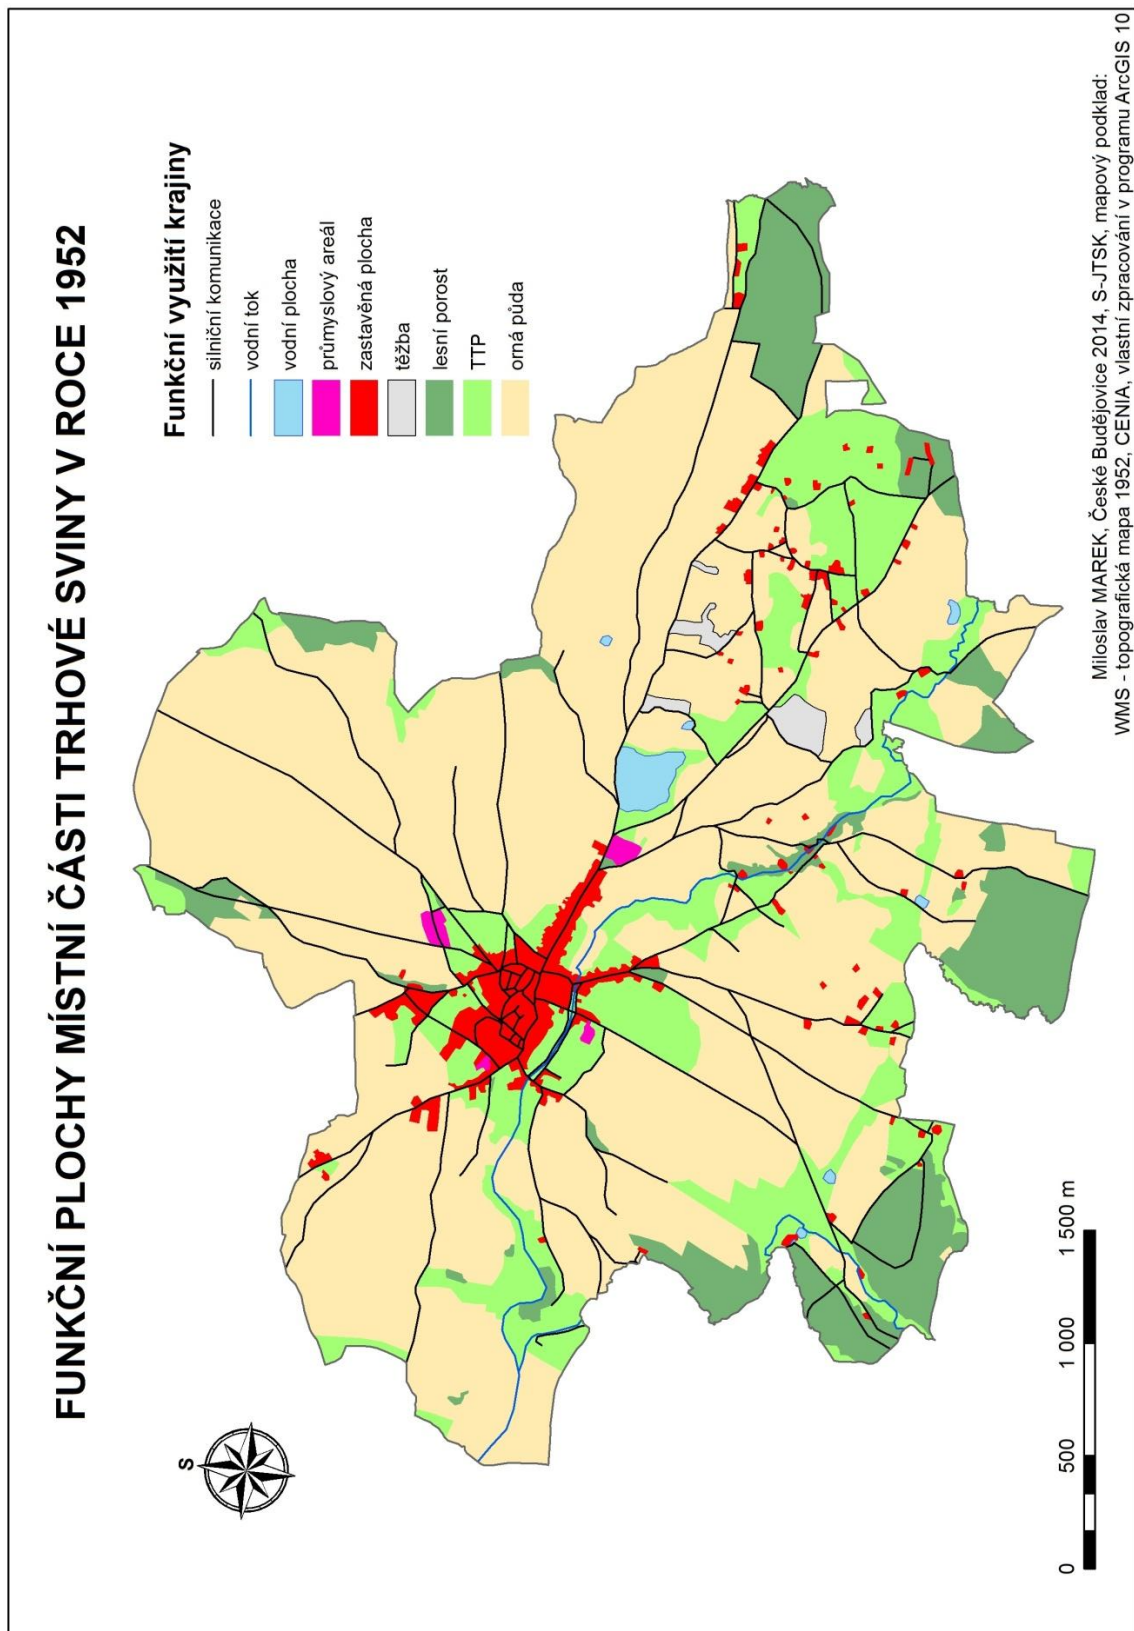 FUNKČNÍ PLOCHY MÍSTNÍ ČÁSTI TRHOVÉ SVINY V ROCE 1952
S
Funkční využití krajiny
silniční komunikace
vodní tok
vodní plocha
průmyslový areál
zastavěná plocha
těžba
lesní porost
TTP
orná půda
0 500 1 000 1 500 m
Miloslav MAREK, České Budějovice 2014, S-JTSK, mapový podklad:
WMS - topografická mapa 1952, CENIA, vlastní zpracování v programu ArcGIS 10